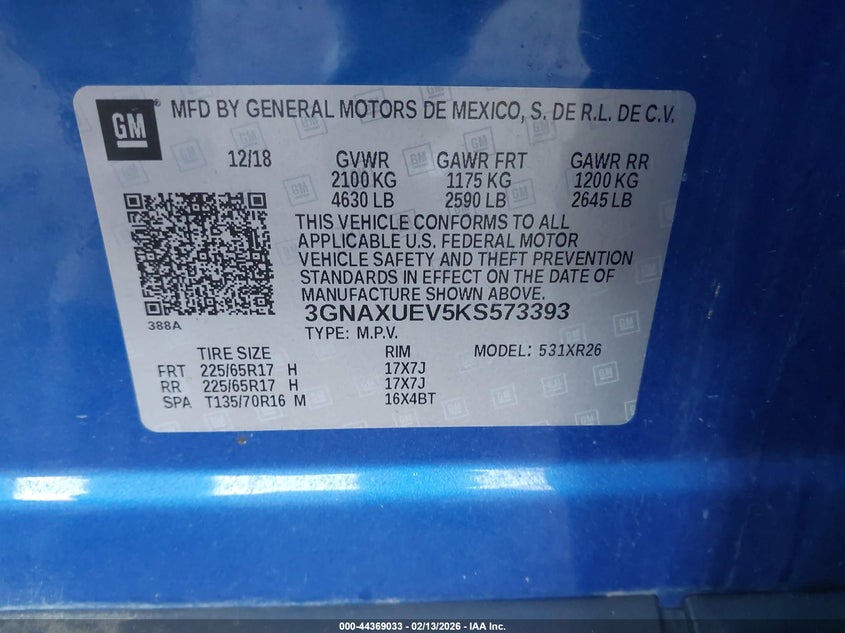 GM
MFD BY GENERAL MOTORS DE MEXICO, S. DE R.L. DE C.V.
12/18 GVWR GAWR FRT GAWR RR
2100 KG 1175 KG 1200 KG
4630 LB 2590 LB 2645 LB
THIS VEHICLE CONFORMS TO ALL
APPLICABLE U.S. FEDERAL MOTOR
VEHICLE SAFETY AND THEFT PREVENTION
STANDARDS IN EFFECT ON THE DATE OF
MANUFACTURE SHOWN ABOVE.
388A
3GNAXUEV5KS573393
TYPE: M.P.V.
TIRE SIZE RIM MODEL: 531XR26
FRT 225/65R17 H 17X7J
RR 225/65R17 H 17X7J
SPA T135/70R16 M 16X4BT
000-44369033 - 02/13/2026 - IAA Inc.